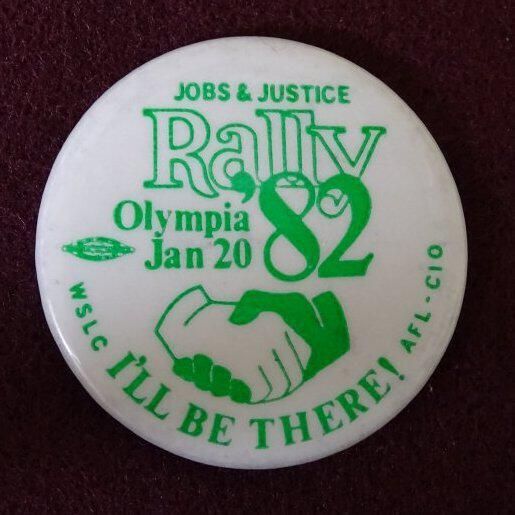 JOBS & JUSTICE
Rally
'82
Olympia
Jan 20
WSLC
AFL-CIO
I'LL BE THERE!